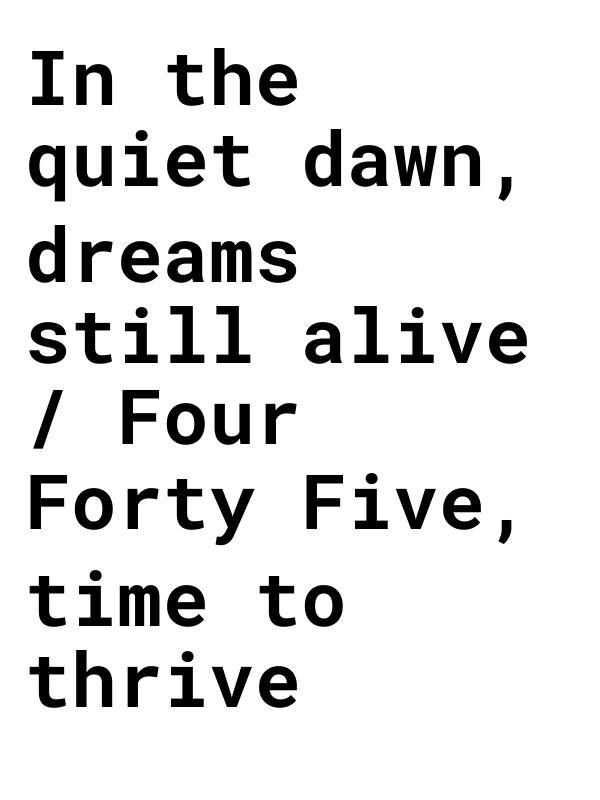 In the
quiet dawn,
dreams
still alive
/ Four
Forty Five,
time to
thrive